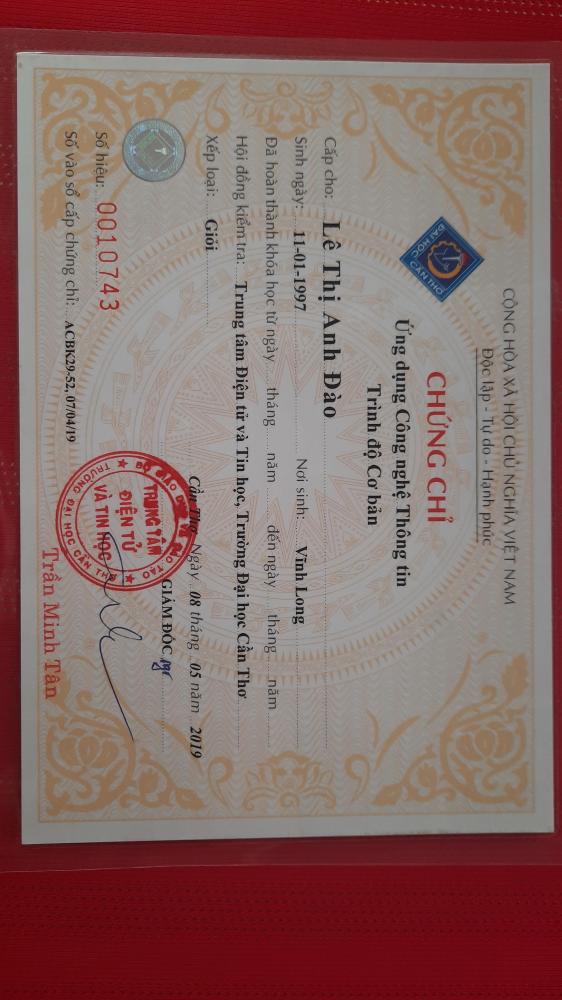 CỘNG HÒA XÃ HỘI CHỦ NGHĨA VIỆT NAM
Độc lập - Tự do - Hạnh phúc
ĐẠI HỌC CẦN THƠ
CHỨNG CHỈ
Ứng dụng Công nghệ Thông tin
Trình độ Cơ bản
Cấp cho: Lê Thị Anh Đào
Sinh ngày: 11-01-1997 Nơi sinh: Vĩnh Long
Đã hoàn thành khóa học từ ngày ..... tháng ..... năm ......... đến ngày ..... tháng ..... năm .........
Hội đồng kiểm tra: Trung tâm Điện tử và Tin học, Trường Đại học Cần Thơ
Xếp loại: Giỏi
Cần Thơ Ngày 08 tháng 05 năm 2019
GIÁM ĐỐC
BỘ GIÁO DỤC VÀ ĐÀO TẠO
TRUNG TÂM
ĐIỆN TỬ
VÀ TIN HỌC
TRƯỜNG ĐẠI HỌC CẦN THƠ
Trần Minh Tân
Số hiệu: 0010743
Số vào sổ cấp chứng chỉ: ACBK29-52, 07/04/19